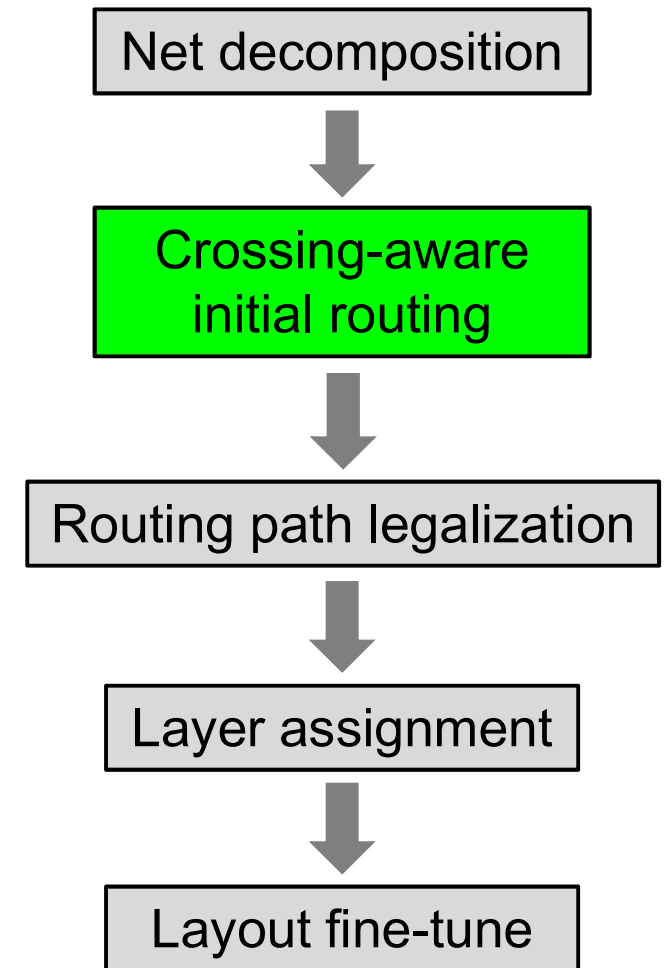 Net decomposition
Crossing-aware
initial routing
Routing path legalization
Layer assignment
Layout fine-tune